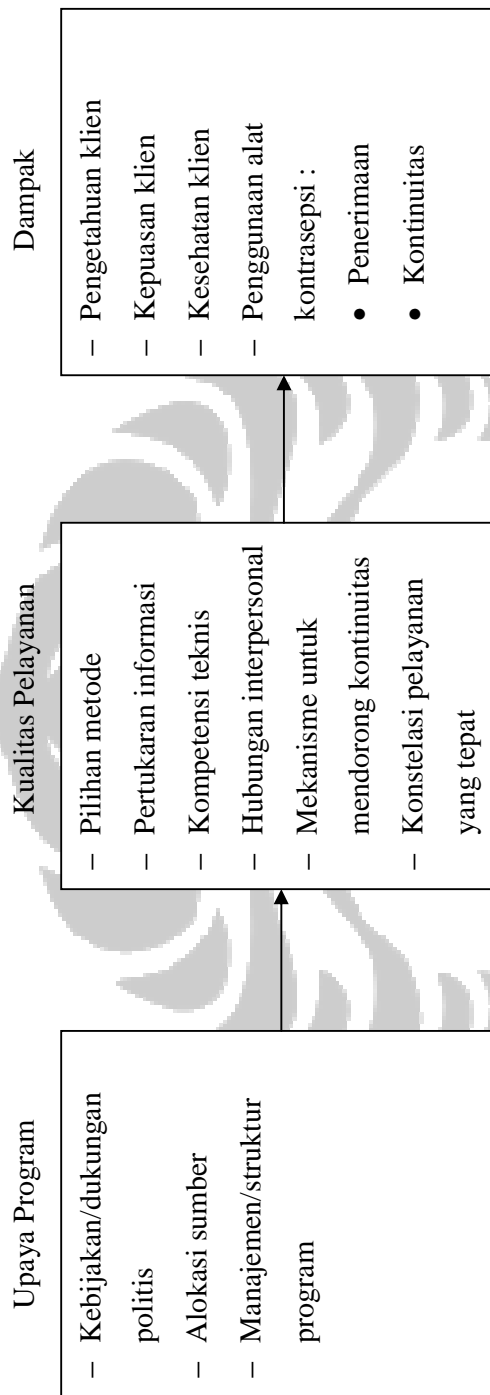 Upaya Program
– Kebijakan/dukungan
politis
– Alokasi sumber
– Manajemen/struktur
program
Kualitas Pelayanan
– Pilihan metode
– Pertukaran informasi
– Kompetensi teknis
– Hubungan interpersonal
– Mekanisme untuk
mendorong kontinuitas
– Konstelasi pelayanan
yang tepat
Dampak
– Pengetahuan klien
– Kepuasan klien
– Kesehatan klien
– Penggunaan alat
kontrasepsi :
• Penerimaan
• Kontinuitas